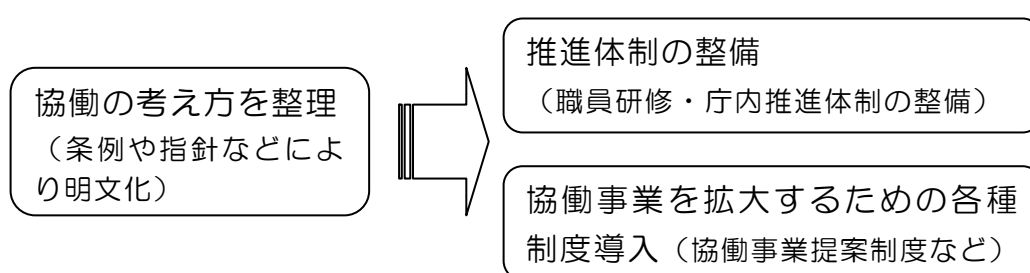 協働の考え方を整理
（条例や指針などによ
り明文化）
推進体制の整備
（職員研修・庁内推進体制の整備）
協働事業を拡大するための各種
制度導入（協働事業提案制度など）